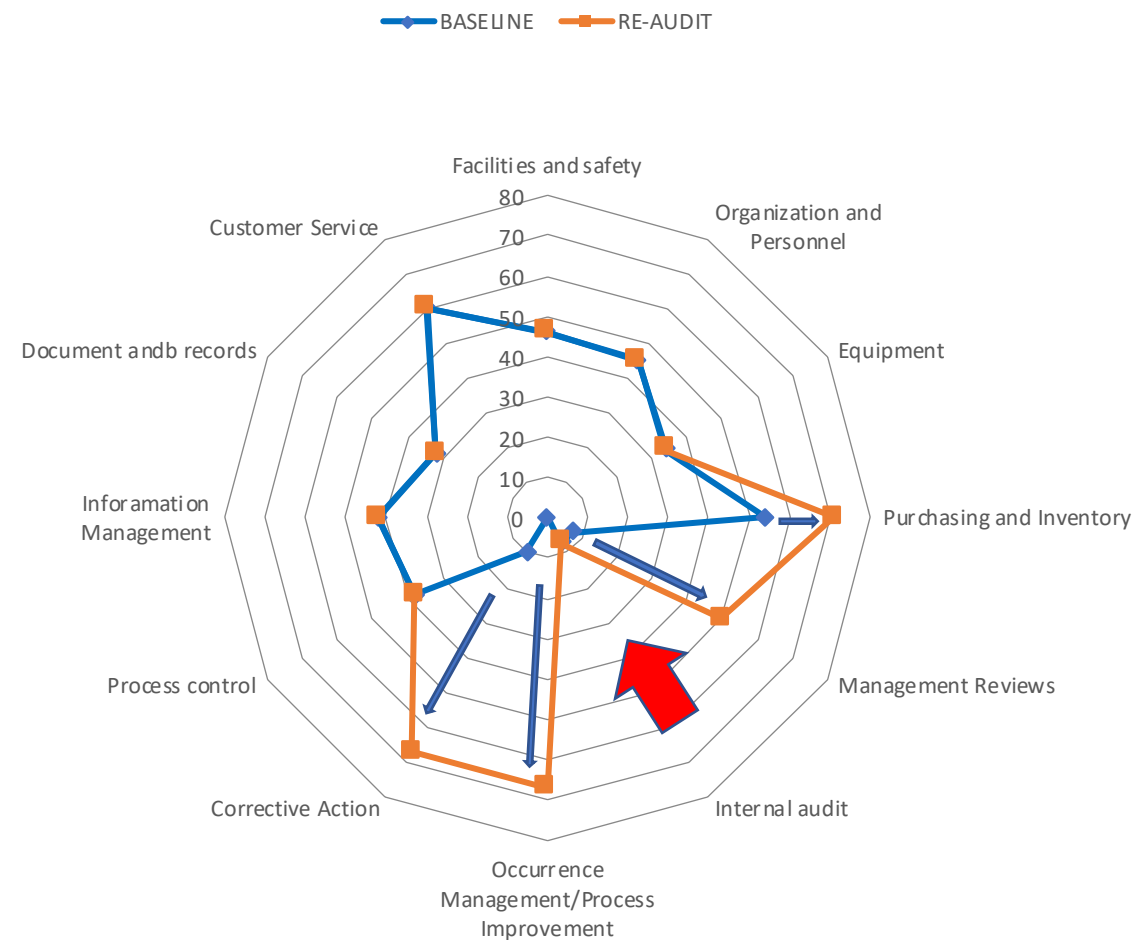 BASELINE RE-AUDIT
Facilities and safety
Organization and
Personnel
Equipment
Purchasing and Inventory
Management Reviews
Internal audit
Occurrence
Management/Process
Improvement
Corrective Action
Process control
Inforamation
Management
Document andb records
Customer Service
80
70
60
50
40
30
20
10
0